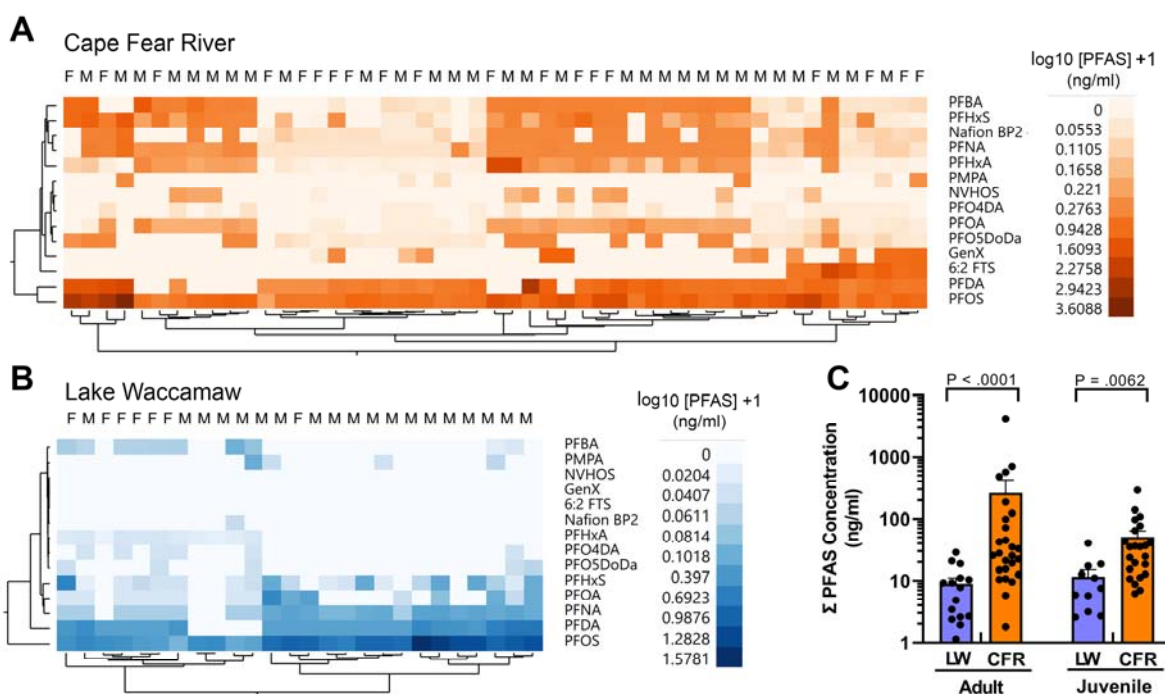 A
Cape Fear River
F M M F M M F M M M M F M F F F F M F M F M M M F M M F M F F M M M M M M M M M M M F M M F M F F
log10 [PFAS] +1
(ng/ml)
PFBA
PFHxS
Nafion BP2
PFNA
PFHxA
PMPA
NVHOS
PFO4DA
PFOA
PFO5DoDa
GenX
6:2 FTS
PFDA
PFOS
0
0.0553
0.1105
0.1658
0.221
0.2763
0.9428
1.6093
2.2758
2.9423
3.6088
B
Lake Waccamaw
log10 [PFAS] +1
(ng/ml)
PFBA
PMPA
NVHOS
GenX
6:2 FTS
Nafion BP2
PFHxA
PFO4DA
PFO5DoDa
PFHxS
PFOA
PFNA
PFDA
PFOS
0
0.0204
0.0407
0.0611
0.0814
0.1018
0.397
0.6923
0.9876
1.2828
1.5781
C
P < .0001
P = .0062
Σ PFAS Concentration
(ng/ml)
10000
1000
100
10
1
LW CFR LW CFR
Adult Juvenile